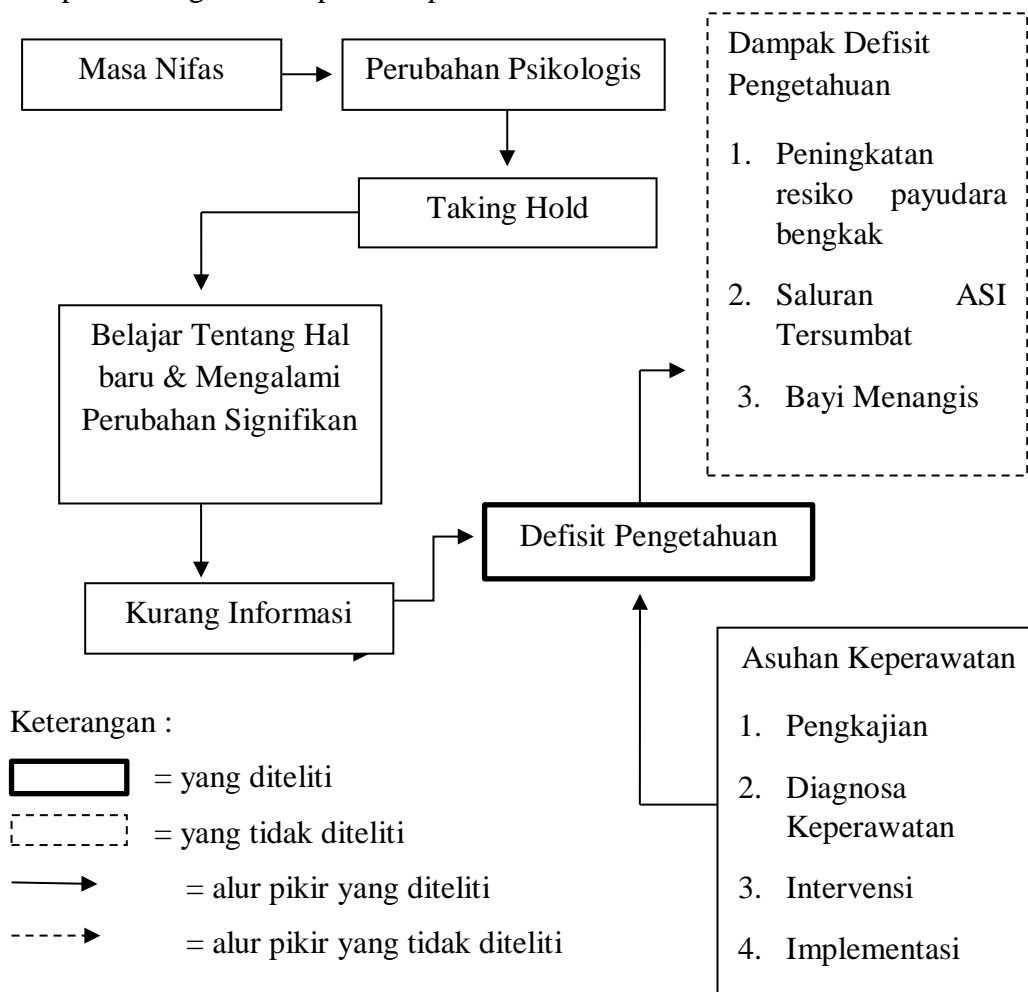 Masa Nifas
Perubahan Psikologis
Taking Hold
Belajar Tentang Hal
baru & Mengalami
Perubahan Signifikan
Kurang Informasi
Defisit Pengetahuan
Dampak Defisit
Pengetahuan
1. Peningkatan
resiko payudara
bengkak
2. Saluran ASI
Tersumbat
3. Bayi Menangis
Asuhan Keperawatan
1. Pengkajian
2. Diagnosa
Keperawatan
3. Intervensi
4. Implementasi
Keterangan :
= yang diteliti
= yang tidak diteliti
= alur pikir yang diteliti
= alur pikir yang tidak diteliti